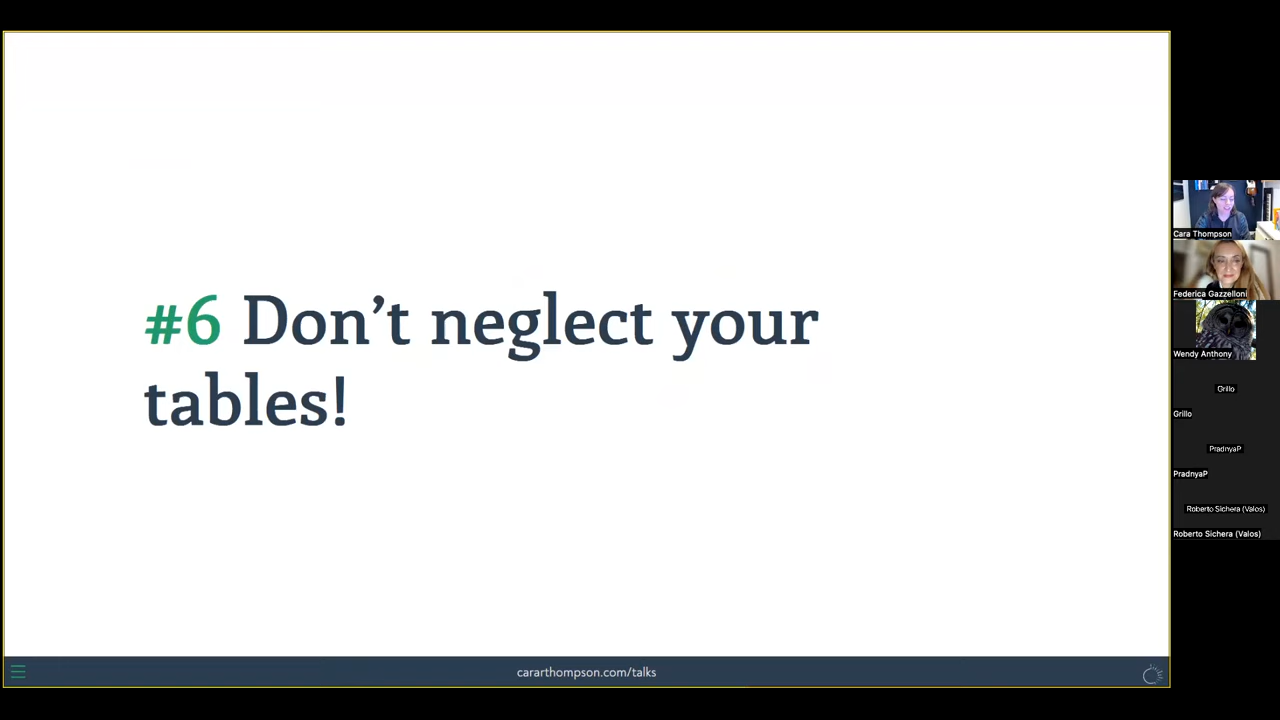 #6 Don’t neglect your
tables!
cararthompson.com/talks
Cara Thompson
Federica Gazzelloni
Wendy Anthony
Grillo
Grillo
PradnyaP
PradnyaP
Roberto Sichera (Valos)
Roberto Sichera (Valos)